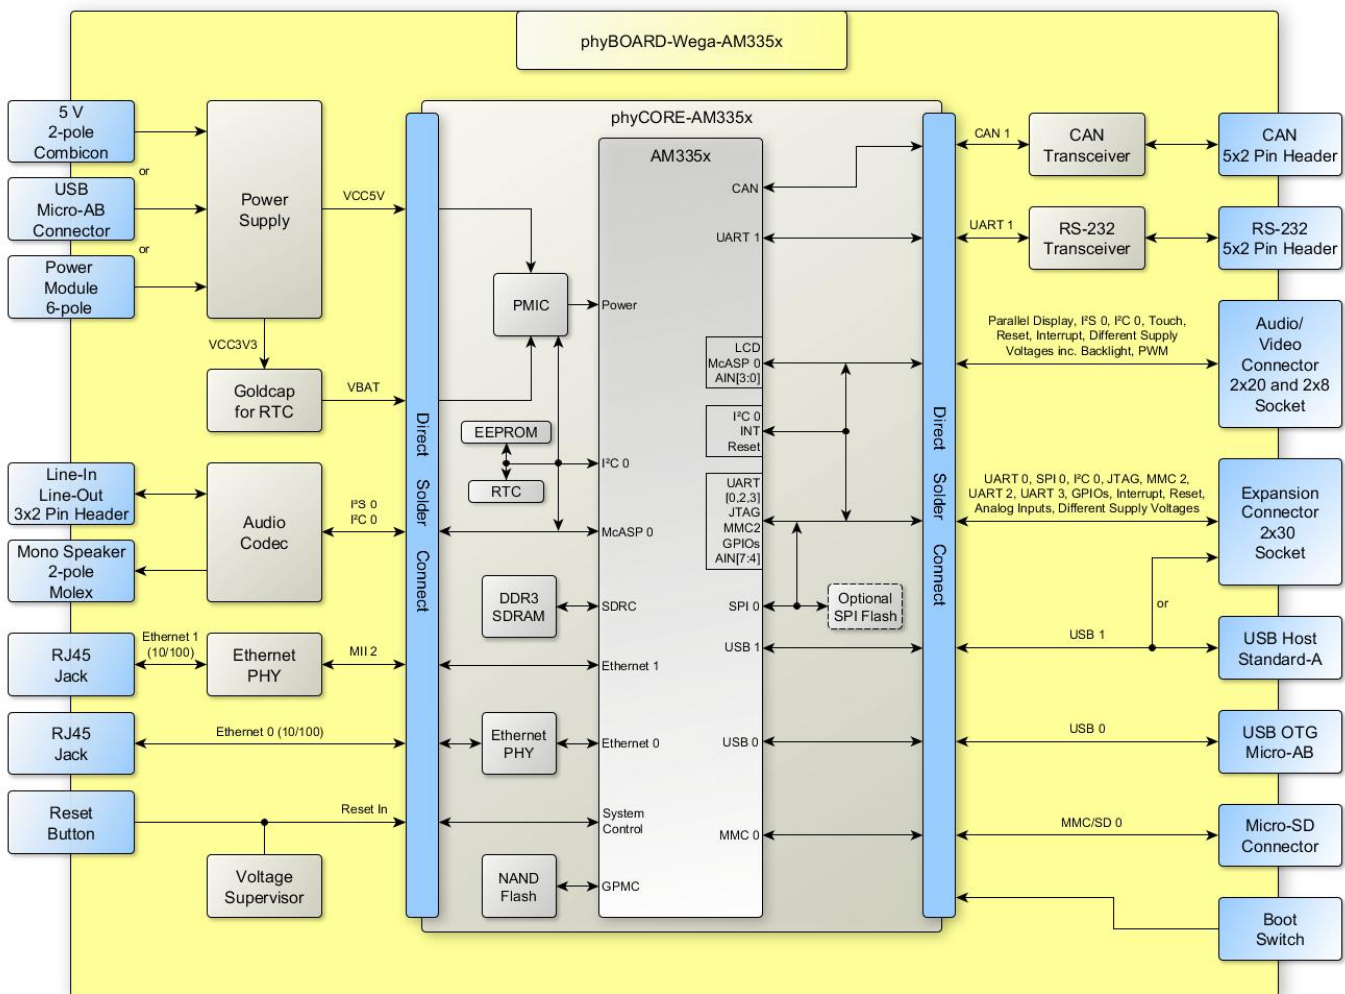 phyBOARD-Wega-AM335x
5 V
2-pole
Combicon
or
USB
Micro-AB
Connector
or
Power
Module
6-pole
Power
Supply
VCC5V
VCC3V3
Goldcap
for RTC
VBAT
Line-In
Line-Out
3x2 Pin Header
Mono Speaker
2-pole
Molex
Audio
Codec
I²S 0
I²C 0
RJ45
Jack
Ethernet 1
(10/100)
Ethernet
PHY
MII 2
RJ45
Jack
Ethernet 0 (10/100)
Reset
Button
Reset In
Voltage
Supervisor
Direct Solder Connect
phyCORE-AM335x
AM335x
PMIC
Power
EEPROM
RTC
I²C 0
McASP 0
DDR3
SDRAM
SDRC
Ethernet 1
Ethernet
PHY
Ethernet 0
System
Control
NAND
Flash
GPMC
CAN
UART 1
LCD
McASP 0
AIN[3:0]
I²C 0
INT
Reset
UART
[0,2,3]
JTAG
MMC2
GPIOs
AIN[7:4]
SPI 0
Optional
SPI Flash
USB 1
USB 0
MMC 0
Direct Solder Connect
CAN 1
CAN
Transceiver
CAN
5x2 Pin Header
UART 1
RS-232
Transceiver
RS-232
5x2 Pin Header
Parallel Display, I²S 0, I²C 0, Touch,
Reset, Interrupt, Different Supply
Voltages inc. Backlight, PWM
Audio/
Video
Connector
2x20 and 2x8
Socket
UART 0, SPI 0, I²C 0, JTAG, MMC 2,
UART 2, UART 3, GPIOs, Interrupt, Reset,
Analog Inputs, Different Supply Voltages
Expansion
Connector
2x30
Socket
or
USB 1
USB Host
Standard-A
USB 0
USB OTG
Micro-AB
MMC/SD 0
Micro-SD
Connector
Boot
Switch